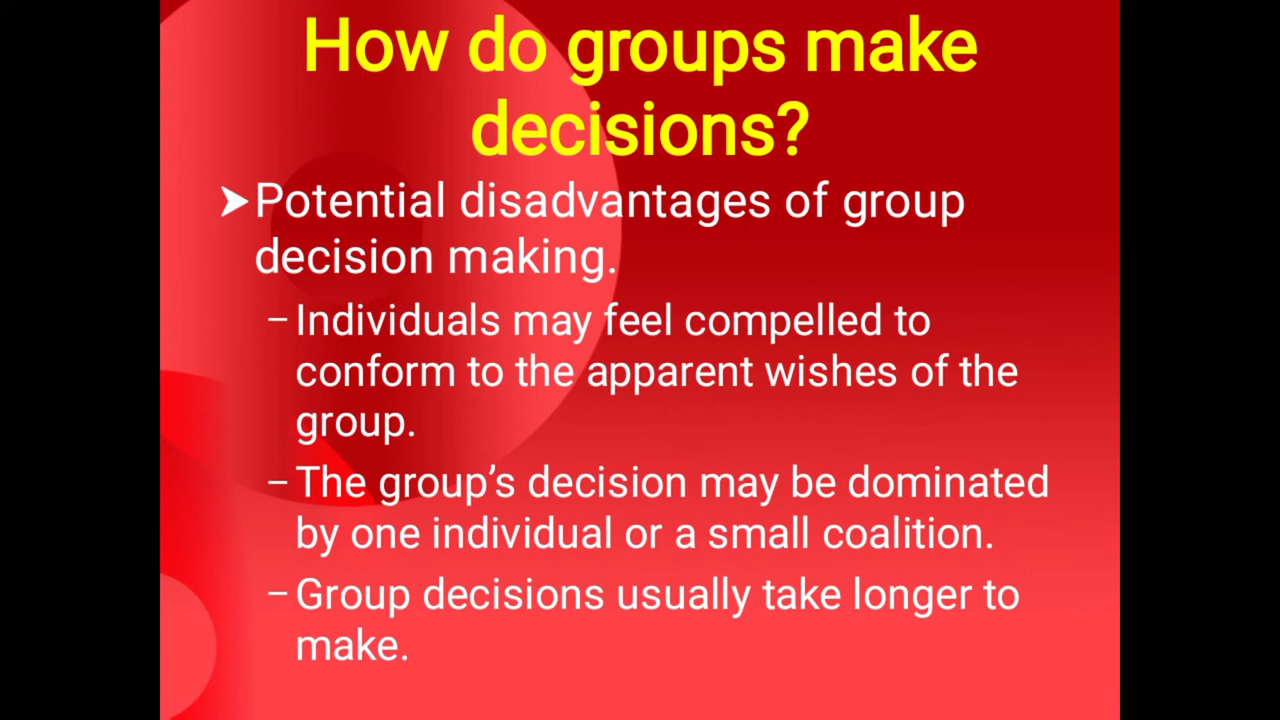 How do groups make
decisions?
➤Potential disadvantages of group
decision making.
–Individuals may feel compelled to
conform to the apparent wishes of the
group.
–The group’s decision may be dominated
by one individual or a small coalition.
–Group decisions usually take longer to
make.